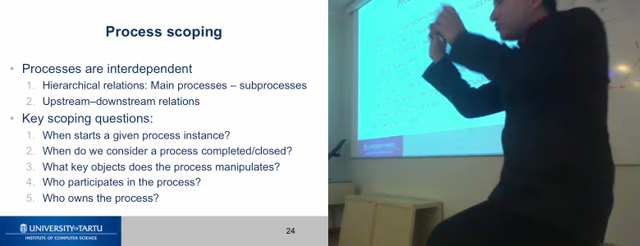 Process scoping
• Processes are interdependent
1. Hierarchical relations: Main processes – subprocesses
2. Upstream–downstream relations
• Key scoping questions:
1. When starts a given process instance?
2. When do we consider a process completed/closed?
3. What key objects does the process manipulates?
4. Who participates in the process?
5. Who owns the process?
UNIVERSITY OF TARTU
INSTITUTE OF COMPUTER SCIENCE
24